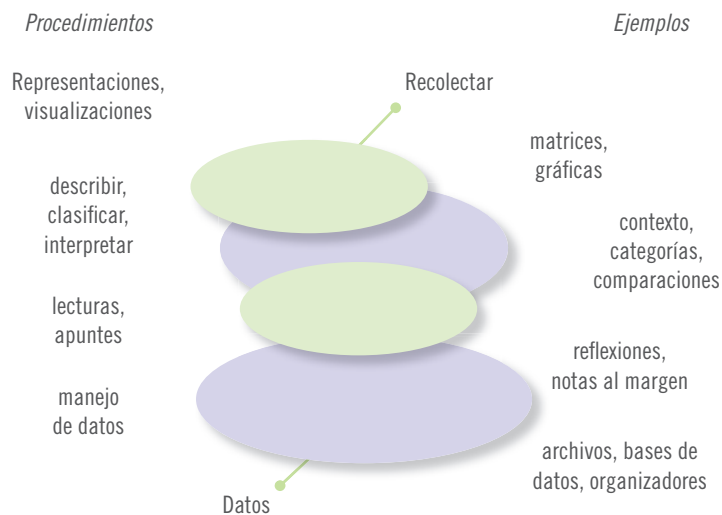 Procedimientos
Ejemplos
Representaciones,
visualizaciones
Recolectar
matrices,
gráficas
describir,
clasificar,
interpretar
contexto,
categorías,
comparaciones
lecturas,
apuntes
reflexiones,
notas al margen
manejo
de datos
archivos, bases de
datos, organizadores
Datos